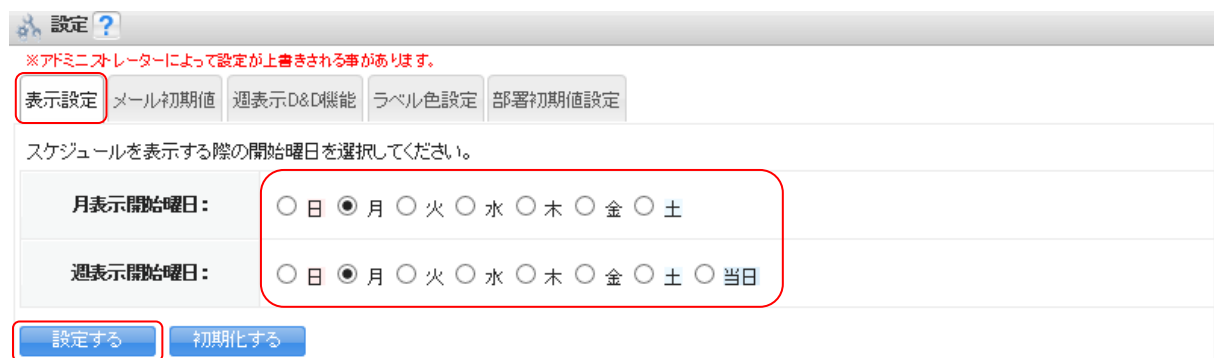 設定 ?
※アドミニストレーターによって設定が上書きされる事があります。
表示設定 メール初期値 週表示D&D機能 ラベル色設定 部署初期値設定
スケジュールを表示する際の開始曜日を選択してください。
月表示開始曜日： 日 月 火 水 木 金 土
週表示開始曜日： 日 月 火 水 木 金 土 当日
設定する 初期化する